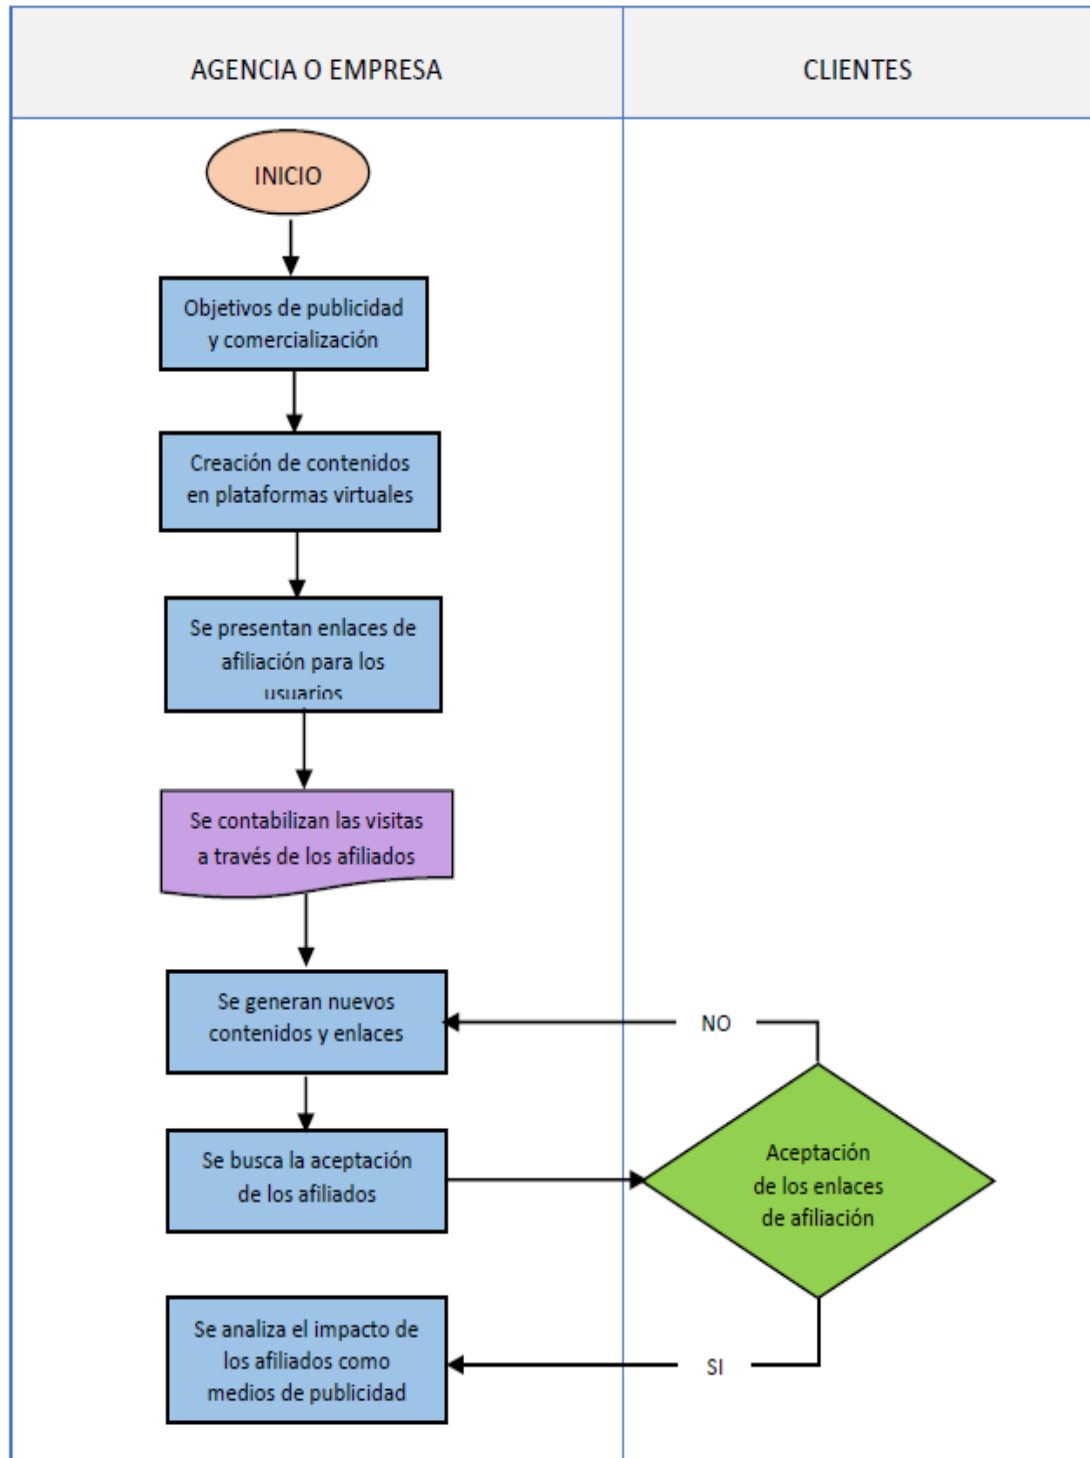 AGENCIA O EMPRESA
CLIENTES
INICIO
Objetivos de publicidad
y comercialización
Creación de contenidos
en plataformas virtuales
Se presentan enlaces de
afiliación para los
usuarios
Se contabilizan las visitas
a través de los afiliados
Se generan nuevos
contenidos y enlaces
NO
Se busca la aceptación
de los afiliados
Aceptación
de los enlaces
de afiliación
Se analiza el impacto de
los afiliados como
medios de publicidad
SI